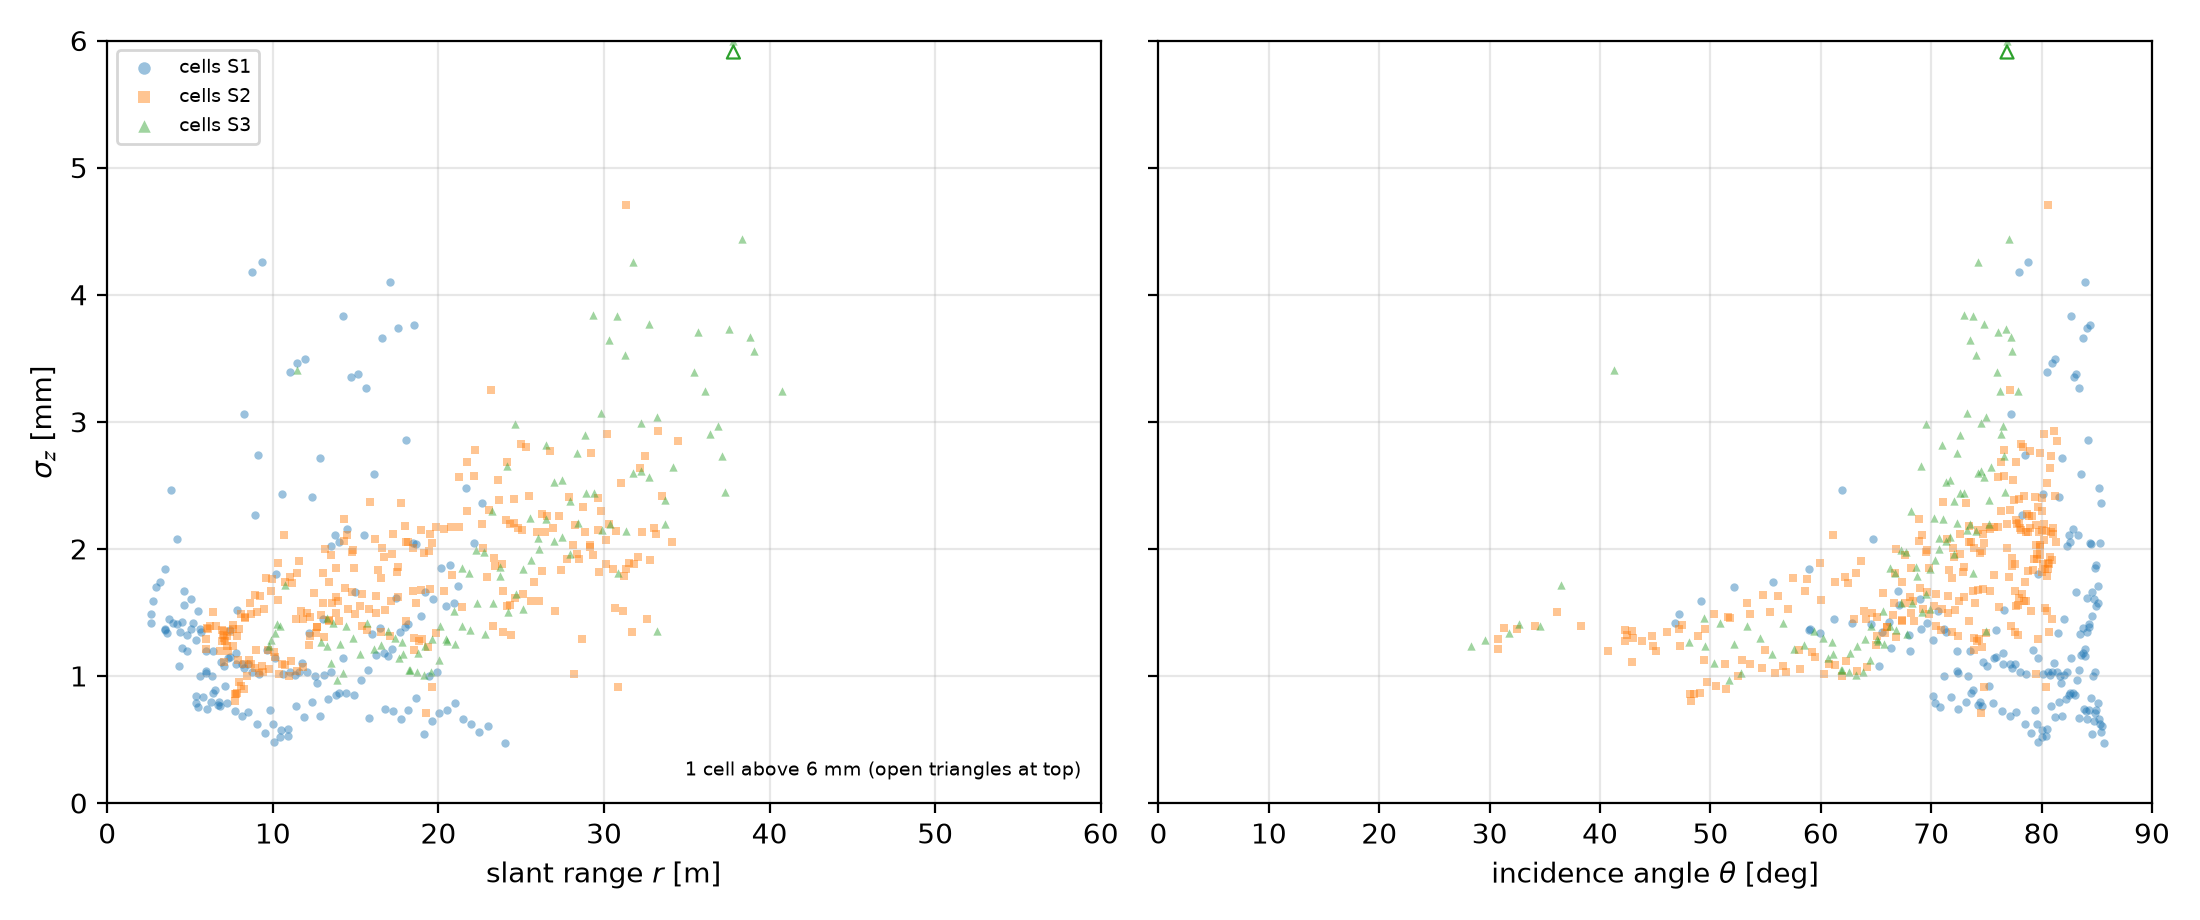 6
5
4
3
2
1
0
σz [mm]
cells S1
cells S2
cells S3
1 cell above 6 mm (open triangles at top)
0 10 20 30 40 50 60
slant range r [m]
0 10 20 30 40 50 60 70 80 90
incidence angle θ [deg]